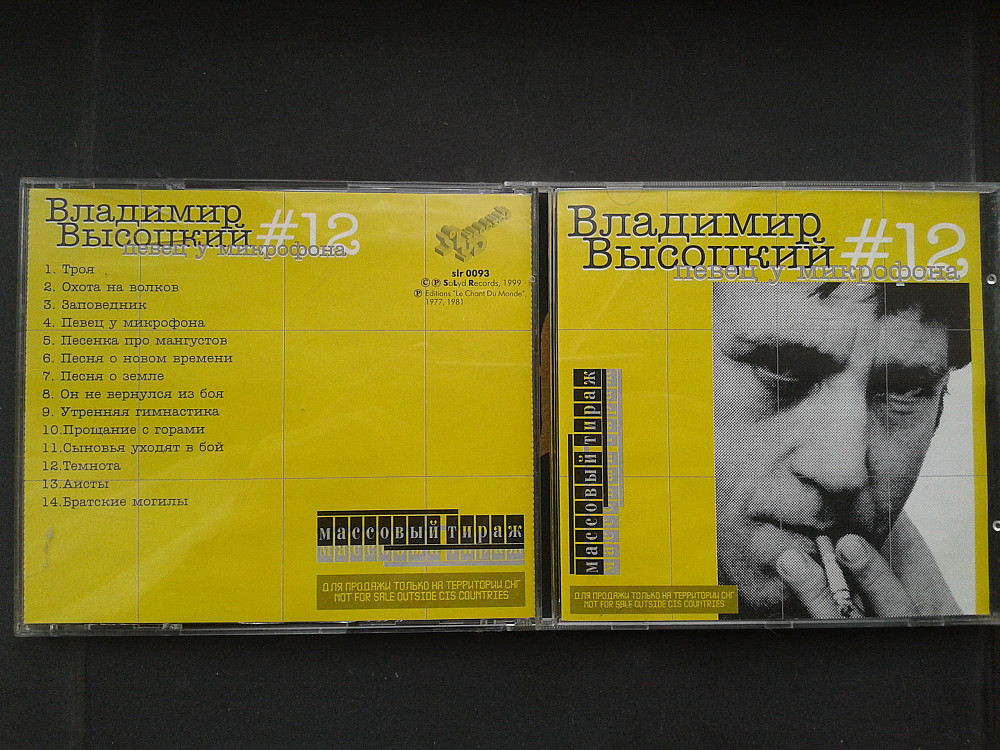 Владимир
Высоцкий #12
певец у микрофона
1. Троя
2. Охота на волков
3. Заповедник
4. Певец у микрофона
5. Песенка про мангустов
6. Песня о новом времени
7. Песня о земле
8. Он не вернулся из боя
9. Утренняя гимнастика
10.Прощание с горами
11.Сыновья уходят в бой
12.Темнота
13.Аисты
14.Братские могилы
slr 0093
© ℗ SoLyd Records, 1999
℗ Editions "Le Chant Du Monde",
1977, 1981
массовый тираж
ДЛЯ ПРОДАЖИ ТОЛЬКО НА ТЕРРИТОРИИ СНГ
NOT FOR SALE OUTSIDE CIS COUNTRIES
Владимир
Высоцкий #12
певец у микрофона
массовый тираж
ДЛЯ ПРОДАЖИ ТОЛЬКО НА ТЕРРИТОРИИ СНГ
NOT FOR SALE OUTSIDE CIS COUNTRIES